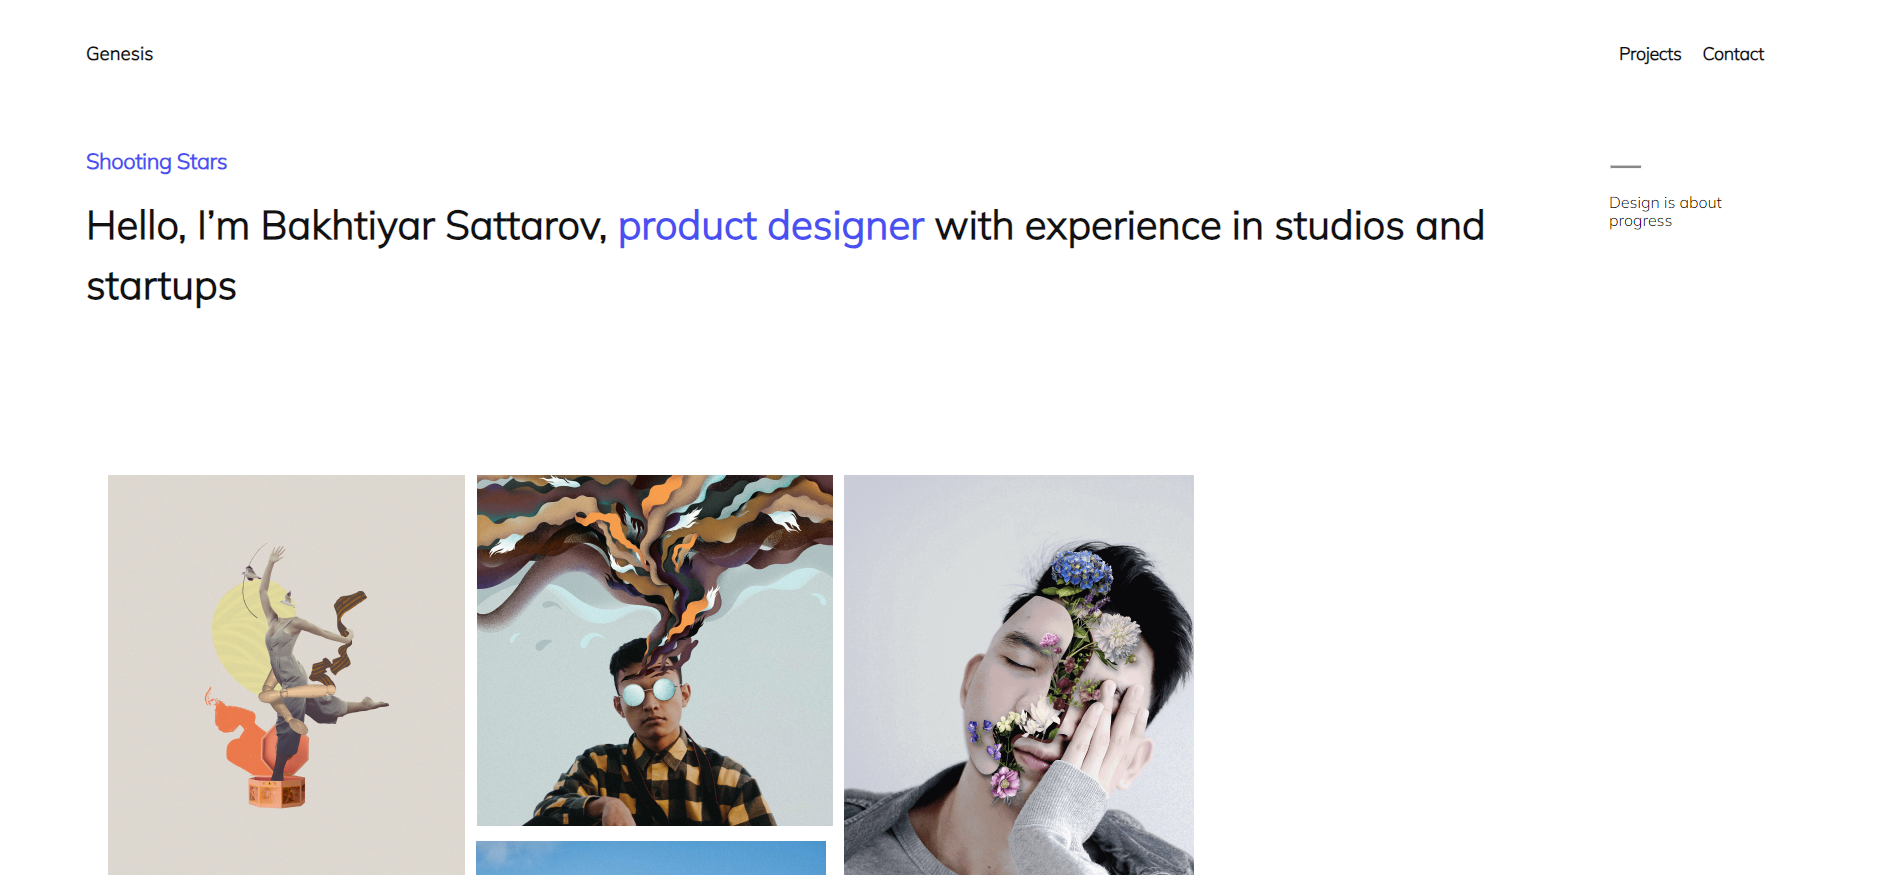 Genesis
Projects Contact
Shooting Stars
Hello, I’m Bakhtiyar Sattarov, product designer with experience in studios and
startups
Design is about
progress